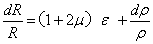 dR/R = (1+2μ) ε + dρ/ρ